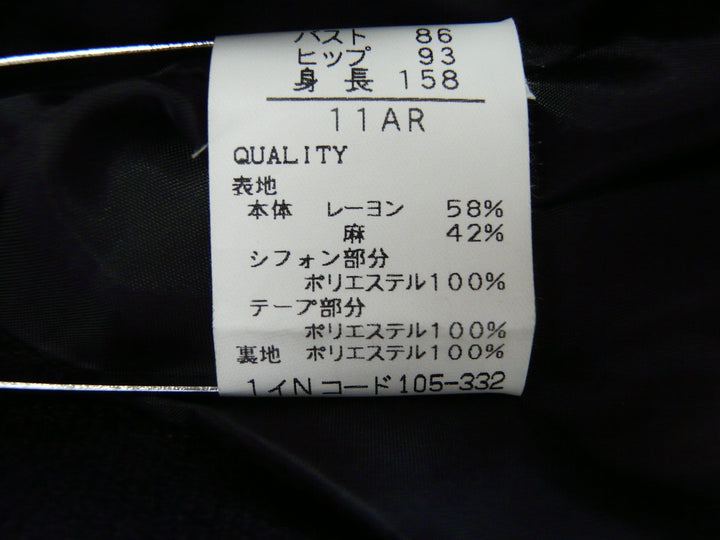 バスト 86
ヒップ 93
身長 158
11AR
QUALITY
表地
本体 レーヨン 58%
麻 42%
シフォン部分
ポリエステル100%
テープ部分
ポリエステル100%
裏地 ポリエステル100%
コード105-332